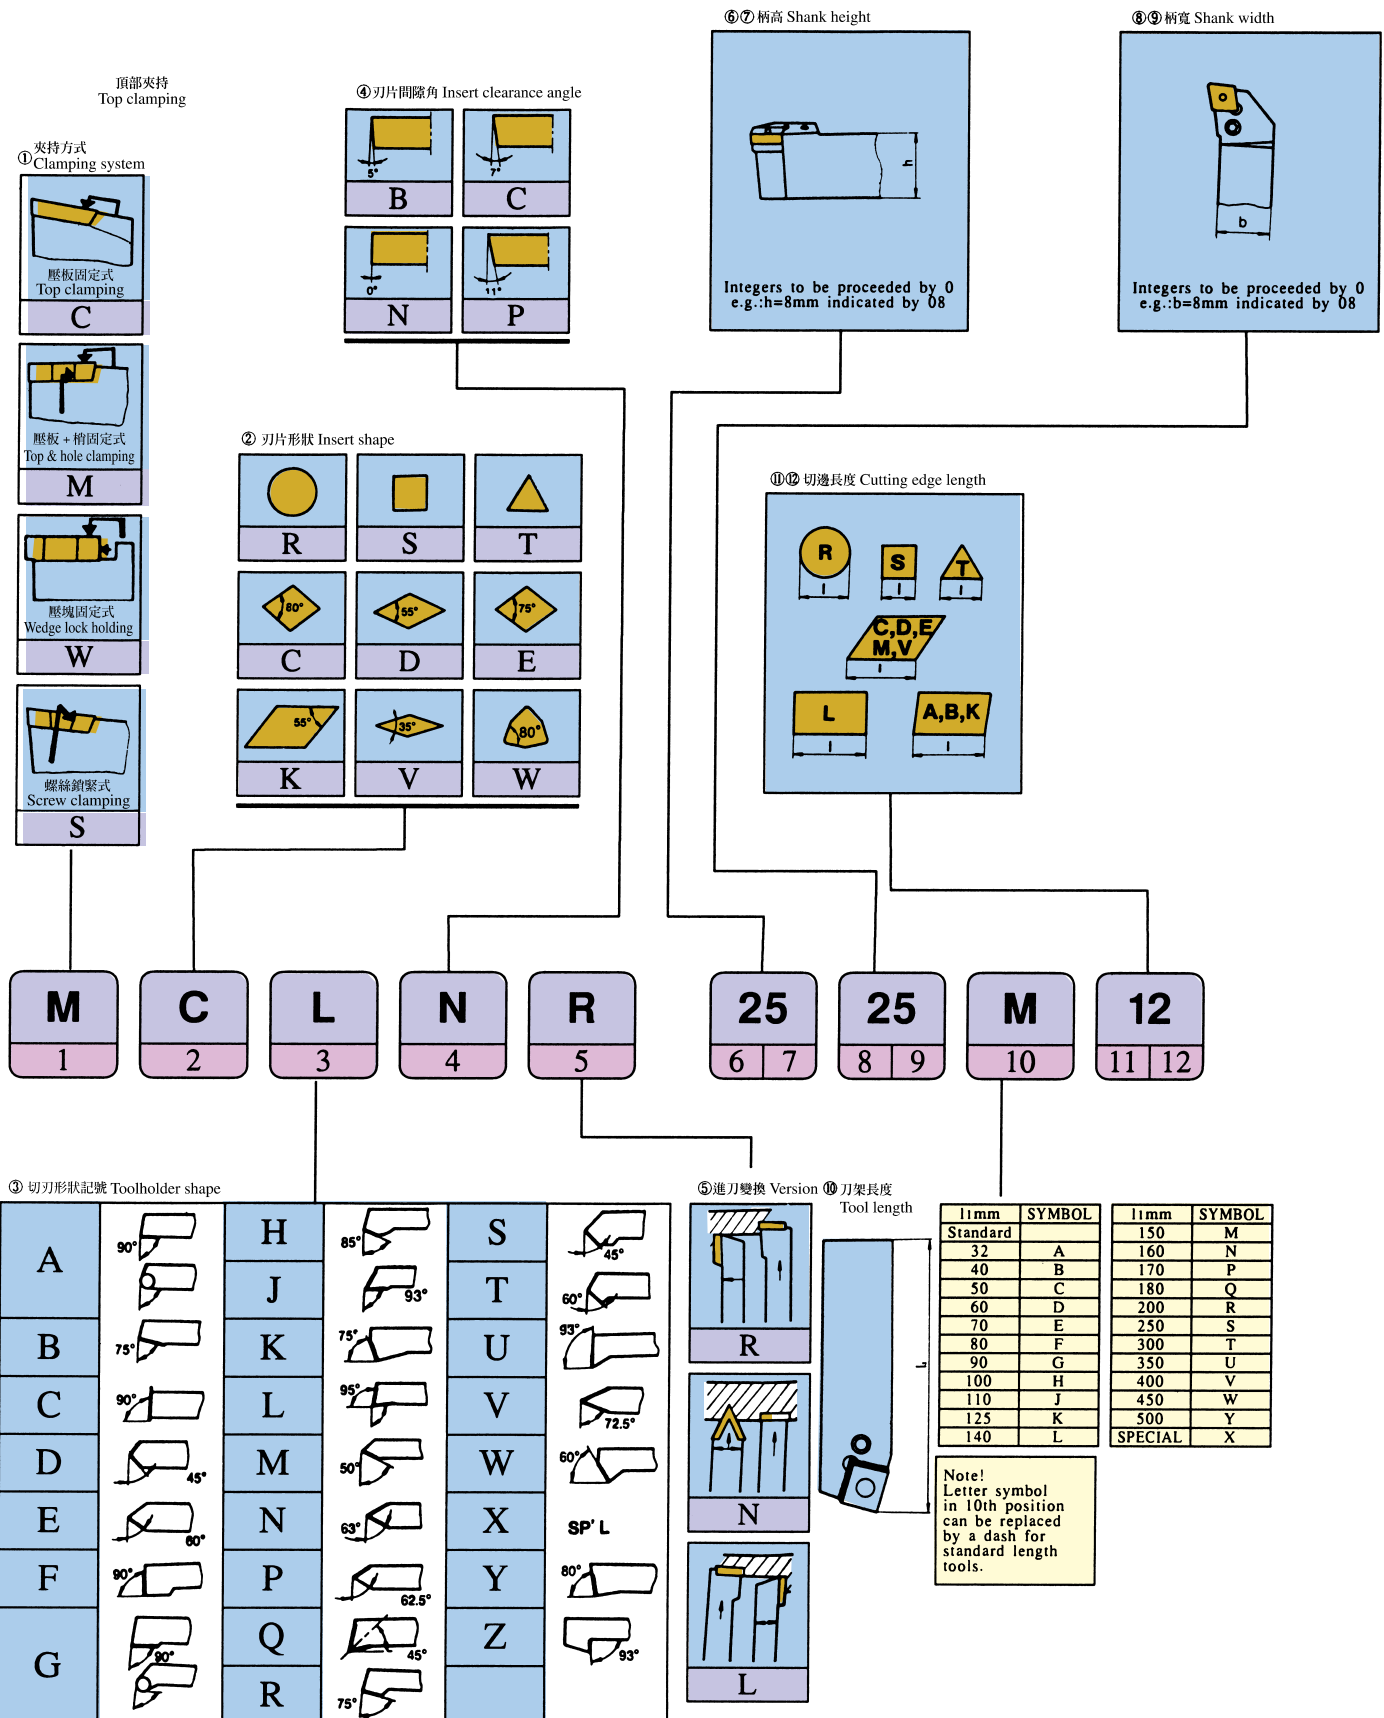 頂部夾持
Top clamping
①夾持方式
Clamping system
壓板固定式
Top clamping
C
壓板 + 梢固定式
Top & hole clamping
M
壓塊固定式
Wedge lock holding
W
螺絲鎖緊式
Screw clamping
S
④刃片間隙角 Insert clearance angle
5°
B
7°
C
0°
N
11°
P
② 刃片形狀 Insert shape
R
S
T
80°
C
55°
D
75°
E
55°
K
35°
V
80°
W
⑥⑦柄高 Shank height
h
Integers to be proceeded by 0
e.g.:h=8mm indicated by 08
⑧⑨柄寬 Shank width
b
Integers to be proceeded by 0
e.g.:b=8mm indicated by 08
⑪⑫ 切邊長度 Cutting edge length
R
l
S
l
T
l
C,D,E
M,V
l
L
l
A,B,K
l
M C L N R 25 25 M 12
1 2 3 4 5 6 7 8 9 10 11 12
③ 切刃形狀記號 Toolholder shape
A
90°
B
75°
C
90°
D
45°
E
60°
F
90°
G
90°
H
85°
J
93°
K
75°
L
95°
M
50°
N
63°
P
62.5°
Q
45°
R
75°
S
45°
T
60°
U
93°
V
72.5°
W
60°
X
SP' L
Y
80°
Z
93°
⑤進刀變換 Version
R
N
L
⑩ 刀架長度
Tool length
L₁
l1mm SYMBOL
Standard
32 A
40 B
50 C
60 D
70 E
80 F
90 G
100 H
110 J
125 K
140 L
l1mm SYMBOL
150 M
160 N
170 P
180 Q
200 R
250 S
300 T
350 U
400 V
450 W
500 Y
SPECIAL X
Note!
Letter symbol
in 10th position
can be replaced
by a dash for
standard length
tools.